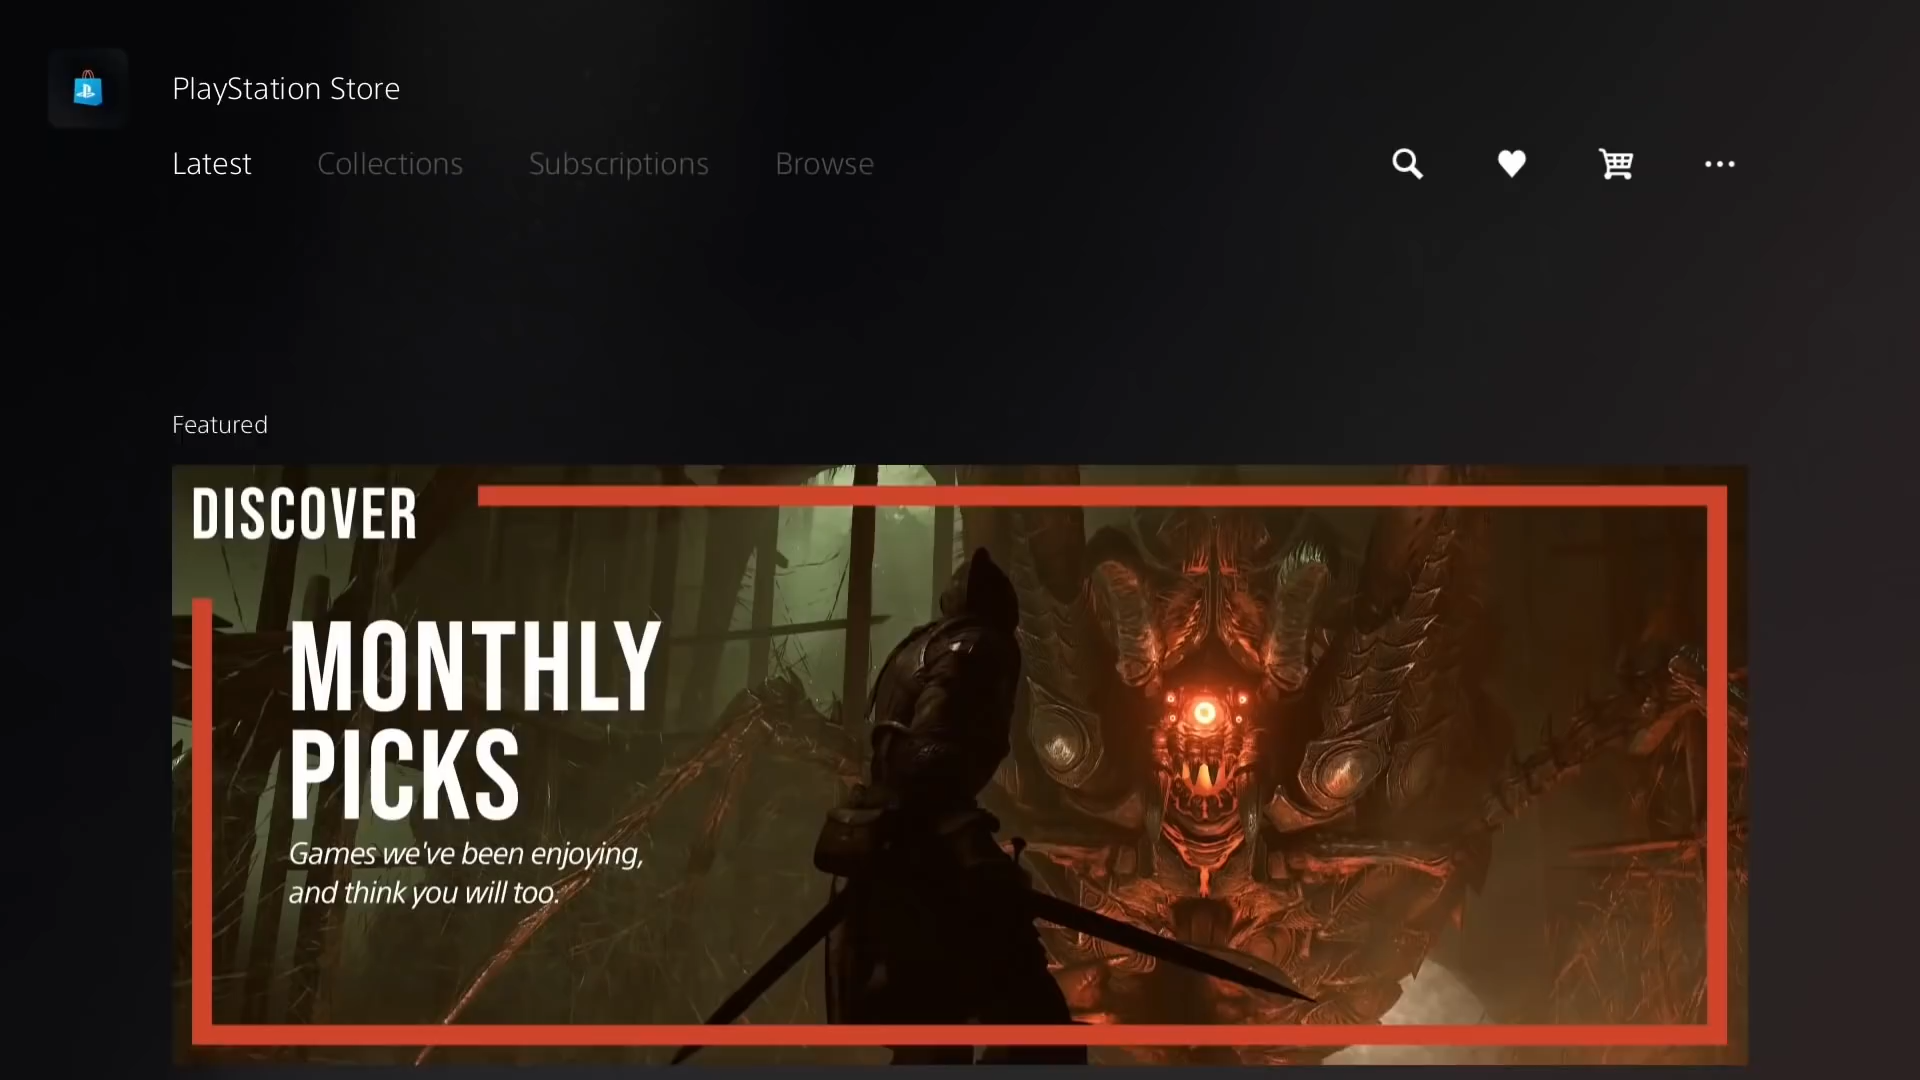 PlayStation Store
Latest Collections Subscriptions Browse
Featured
DISCOVER
MONTHLY
PICKS
Games we've been enjoying,
and think you will too.